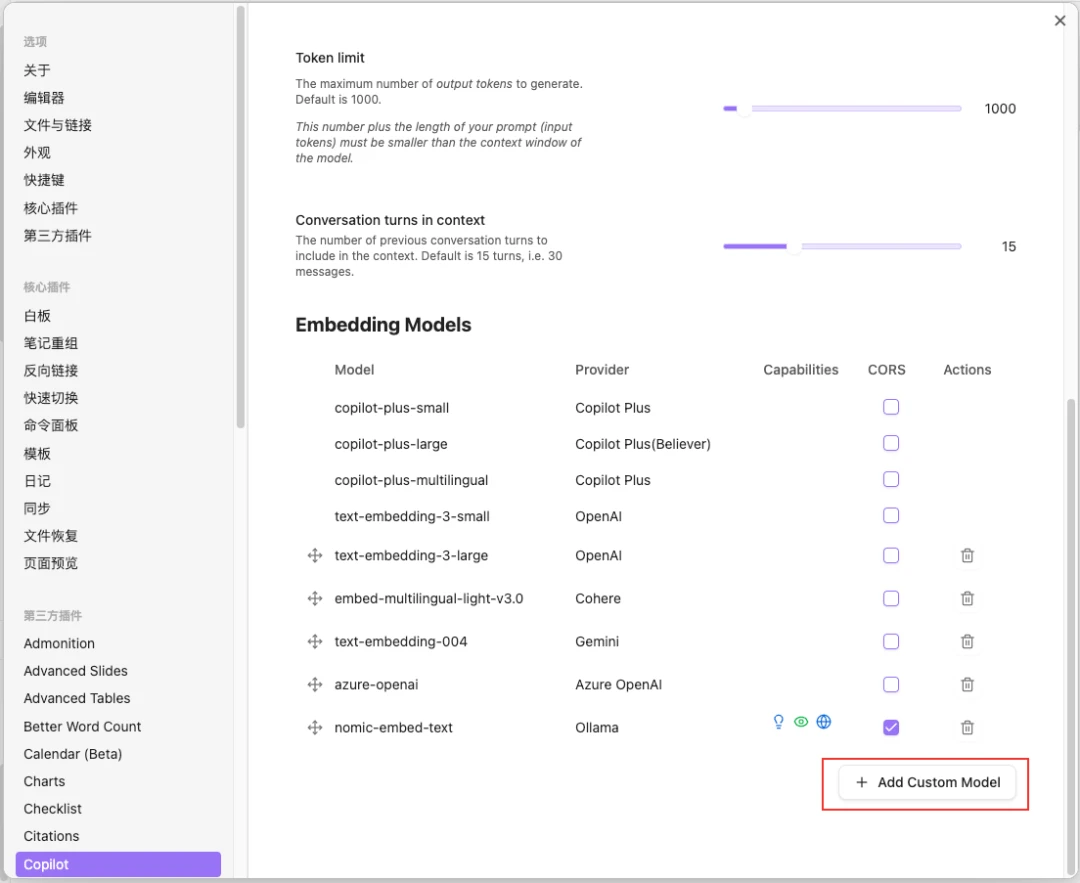 选项
关于
编辑器
文件与链接
外观
快捷键
核心插件
第三方插件
核心插件
白板
笔记重组
反向链接
快速切换
命令面板
模板
日记
同步
文件恢复
页面预览
第三方插件
Admonition
Advanced Slides
Advanced Tables
Better Word Count
Calendar (Beta)
Charts
Checklist
Citations
Copilot
Token limit
The maximum number of output tokens to generate.
Default is 1000.
This number plus the length of your prompt (input
tokens) must be smaller than the context window of
the model.
1000
Conversation turns in context
The number of previous conversation turns to
include in the context. Default is 15 turns, i.e. 30
messages.
15
Embedding Models
Model Provider Capabilities CORS Actions
copilot-plus-small Copilot Plus
copilot-plus-large Copilot Plus(Believer)
copilot-plus-multilingual Copilot Plus
text-embedding-3-small OpenAI
text-embedding-3-large OpenAI
embed-multilingual-light-v3.0 Cohere
text-embedding-004 Gemini
azure-openai Azure OpenAI
nomic-embed-text Ollama
+ Add Custom Model